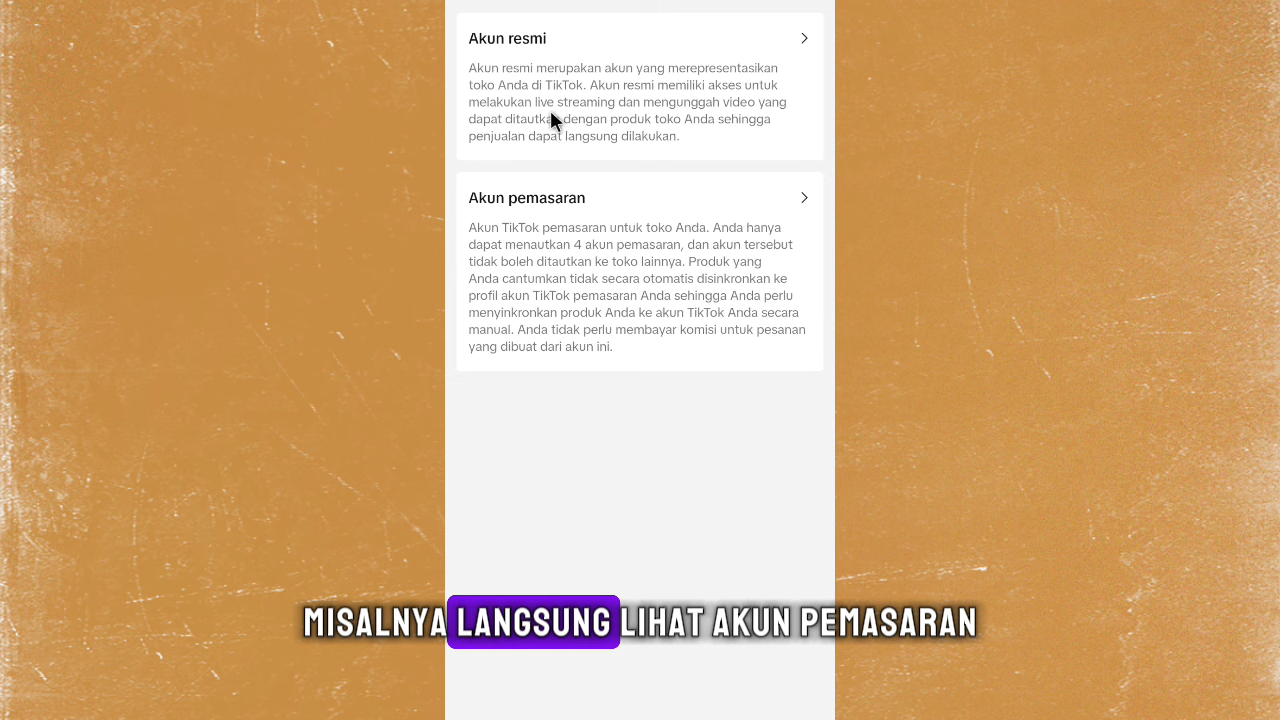 Akun resmi
Akun resmi merupakan akun yang merepresentasikan
toko Anda di TikTok. Akun resmi memiliki akses untuk
melakukan live streaming dan mengunggah video yang
dapat ditautkan dengan produk toko Anda sehingga
penjualan dapat langsung dilakukan.
Akun pemasaran
Akun TikTok pemasaran untuk toko Anda. Anda hanya
dapat menautkan 4 akun pemasaran, dan akun tersebut
tidak boleh ditautkan ke toko lainnya. Produk yang
Anda cantumkan tidak secara otomatis disinkronkan ke
profil akun TikTok pemasaran Anda sehingga Anda perlu
menyinkronkan produk Anda ke akun TikTok Anda secara
manual. Anda tidak perlu membayar komisi untuk pesanan
yang dibuat dari akun ini.
MISALNYA LANGSUNG LIHAT AKUN PEMASARAN